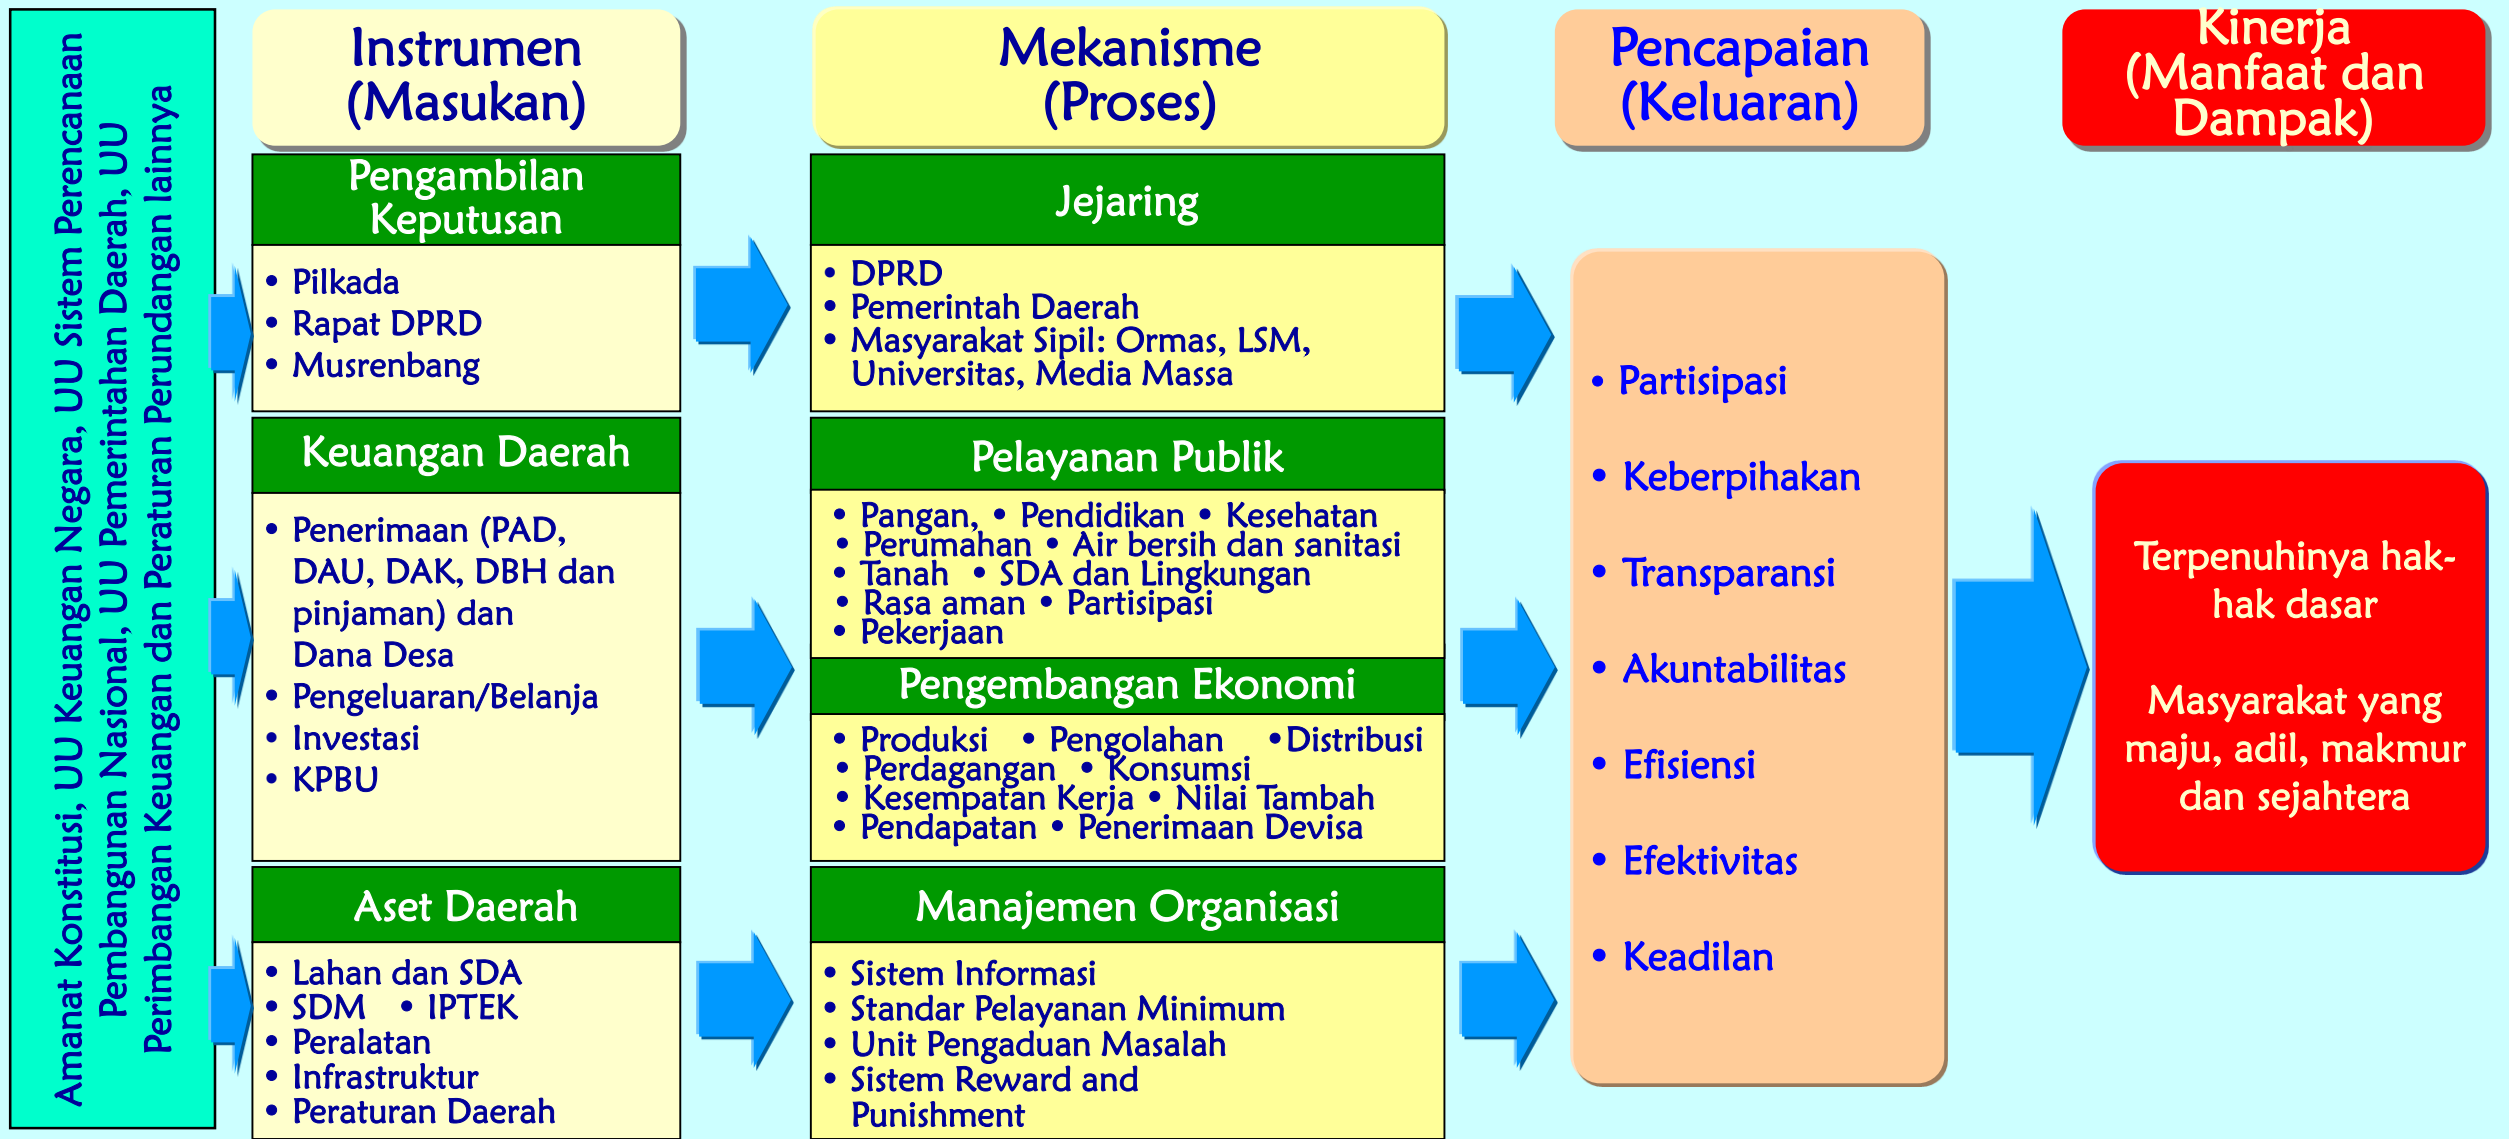 Amanat Konstitusi, UU Keuangan Negara, UU Sistem Perencanaan
Pembangunan Nasional, UU Pemerintahan Daerah, UU
Perimbangan Keuangan dan Peraturan Perundangan lainnya
Instrumen
(Masukan)
Pengambilan
Keputusan
• Pilkada
• Rapat DPRD
• Musrenbang
Keuangan Daerah
• Penerimaan (PAD,
DAU, DAK, DBH dan
pinjaman) dan
Dana Desa
• Pengeluaran/Belanja
• Investasi
• KPBU
Aset Daerah
• Lahan dan SDA
• SDM • IPTEK
• Peralatan
• Infrastruktur
• Peraturan Daerah
Mekanisme
(Proses)
Jejaring
• DPRD
• Pemerintah Daerah
• Masyarakat Sipil: Ormas, LSM,
Universitas, Media Massa
Pelayanan Publik
• Pangan, • Pendidikan • Kesehatan
• Perumahan • Air bersih dan sanitasi
• Tanah • SDA dan Lingkungan
• Rasa aman • Partisipasi
• Pekerjaan
Pengembangan Ekonomi
• Produksi • Pengolahan •Distribusi
• Perdagangan • Konsumsi
• Kesempatan Kerja • Nilai Tambah
• Pendapatan • Penerimaan Devisa
Manajemen Organisasi
• Sistem Informasi
• Standar Pelayanan Minimum
• Unit Pengaduan Masalah
• Sistem Reward and
Punishment
Pencapaian
(Keluaran)
• Partisipasi
• Keberpihakan
• Transparansi
• Akuntabilitas
• Efisiensi
• Efektivitas
• Keadilan
Kinerja
(Manfaat dan
Dampak)
Terpenuhinya hak-
hak dasar
Masyarakat yang
maju, adil, makmur
dan sejahtera